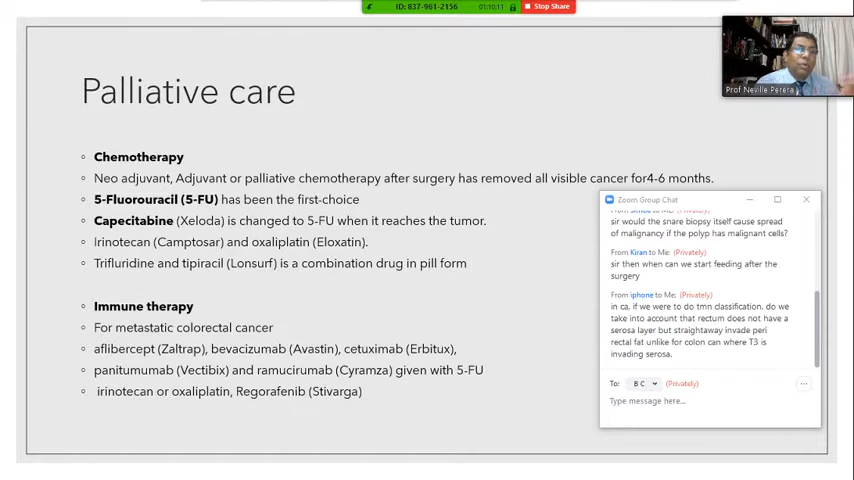 ID: 837-961-2156
01:10:11
Stop Share
Prof Neville Perera
Palliative care
Chemotherapy
Neo adjuvant, Adjuvant or palliative chemotherapy after surgery has removed all visible cancer for4-6 months.
5-Fluorouracil (5-FU) has been the first-choice
Capecitabine (Xeloda) is changed to 5-FU when it reaches the tumor.
Irinotecan (Camptosar) and oxaliplatin (Eloxatin).
Trifluridine and tipiracil (Lonsurf) is a combination drug in pill form
Immune therapy
For metastatic colorectal cancer
aflibercept (Zaltrap), bevacizumab (Avastin), cetuximab (Erbitux),
panitumumab (Vectibix) and ramucirumab (Cyramza) given with 5-FU
irinotecan or oxaliplatin, Regorafenib (Stivarga)
Zoom Group Chat
to Me: (Privately)
sir would the snare biopsy itself cause spread
of malignancy if the polyp has malignant cells?
From Kiran to Me: (Privately)
sir then when can we start feeding after the
surgery
From iphone to Me: (Privately)
in ca, if we were to do tmn classification. do we
take into account that rectum does not have a
serosa layer but straightaway invade peri
rectal fat unlike for colon can where T3 is
invading serosa.
To: B C (Privately)
Type message here...